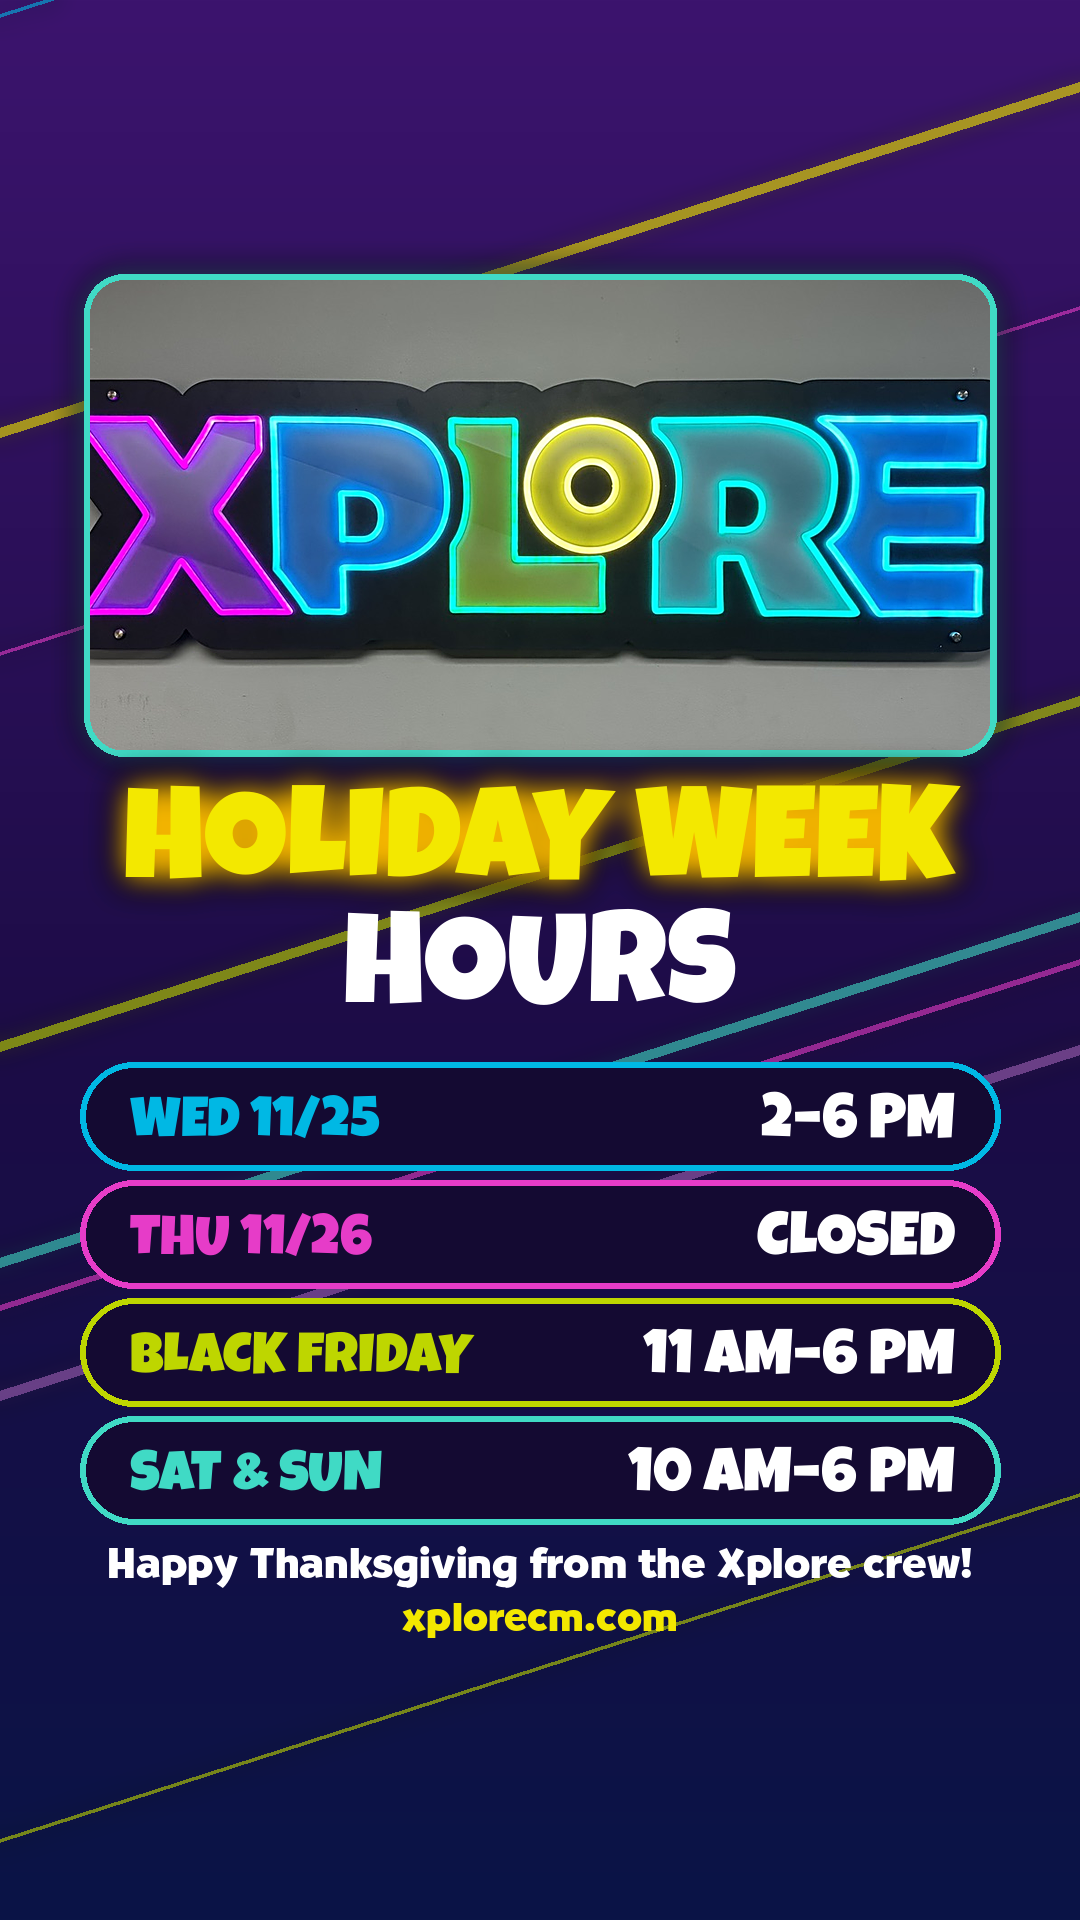 XPLORE
HOLIDAY WEEK
HOURS
WED 11/25 2–6 PM
THU 11/26 CLOSED
BLACK FRIDAY 11 AM–6 PM
SAT & SUN 10 AM–6 PM
Happy Thanksgiving from the Xplore crew!
xplorecm.com